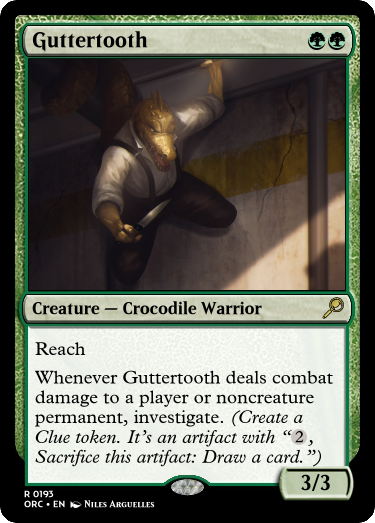 Guttertooth
Creature — Crocodile Warrior
Reach
Whenever Guttertooth deals combat
damage to a player or noncreature
permanent, investigate. (Create a
Clue token. It's an artifact with “2,
Sacrifice this artifact: Draw a card.”)
3/3
R 0193
ORC • EN Niles Arguelles